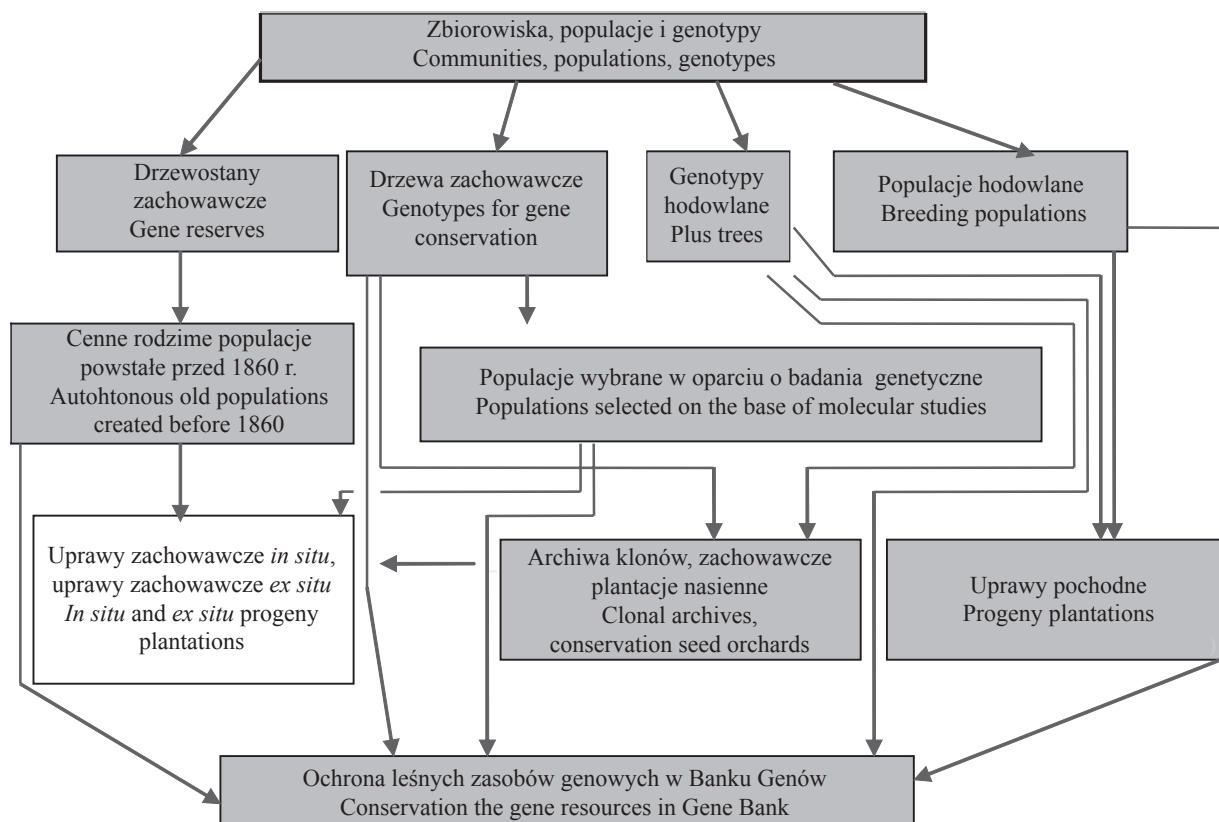 Zbiorowiska, populacje i genotypy
Communities, populations, genotypes
Drzewostany
zachowawcze
Gene reserves
Drzewa zachowawcze
Genotypes for gene
conservation
Genotypy
hodowlane
Plus trees
Populacje hodowlane
Breeding populations
Cenne rodzime populacje
powstałe przed 1860 r.
Autohtonous old populations
created before 1860
Populacje wybrane w oparciu o badania genetyczne
Populations selected on the base of molecular studies
Uprawy zachowawcze in situ,
uprawy zachowawcze ex situ
In situ and ex situ progeny
plantations
Archiwa klonów, zachowawcze
plantacje nasienne
Clonal archives,
conservation seed orchards
Uprawy pochodne
Progeny plantations
)
Ochrona leśnych zasobów genowych w Banku Genów
Conservation the gene resources in Gene Bank